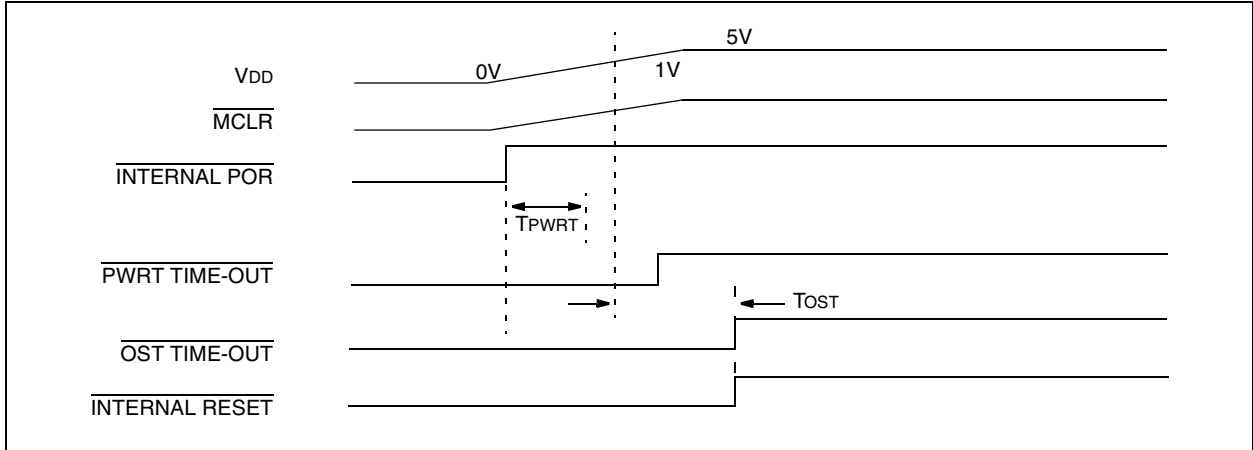 5V
VDD 0V 1V
MCLR
INTERNAL POR
TPWRT
PWRT TIME-OUT
TOST
OST TIME-OUT
INTERNAL RESET